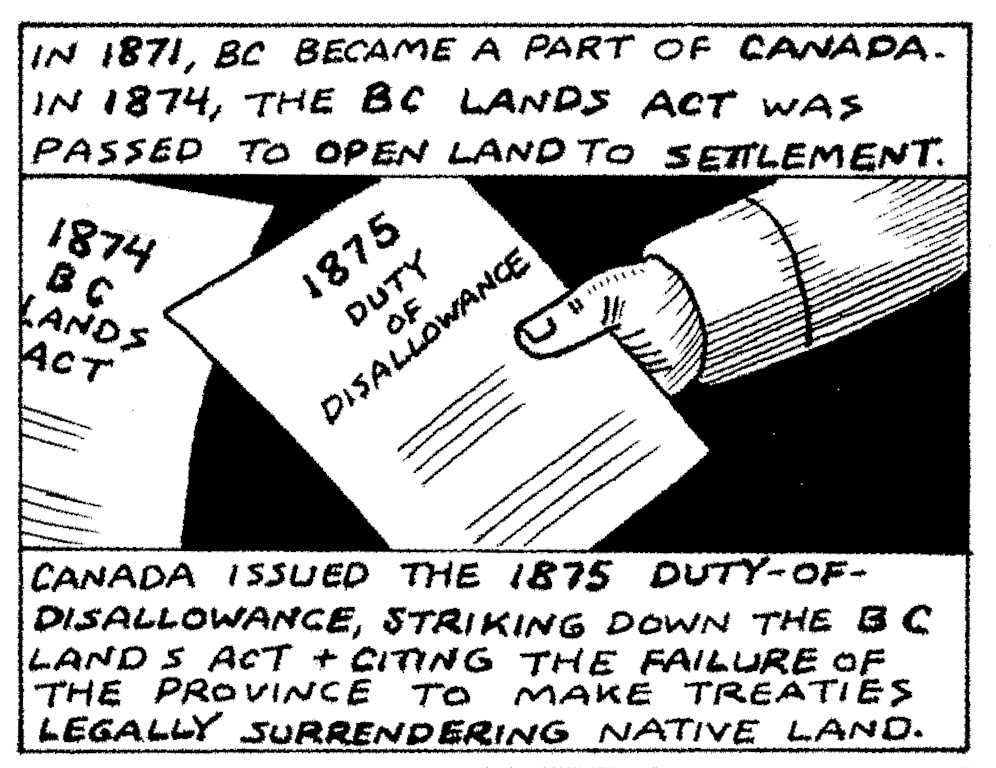 IN 1871, BC BECAME A PART OF CANADA.
IN 1874, THE BC LANDS ACT WAS
PASSED TO OPEN LAND TO SETTLEMENT.
1874
BC
LANDS
ACT
1875
DUTY
OF
DISALLOWANCE
CANADA ISSUED THE 1875 DUTY-OF-
DISALLOWANCE, STRIKING DOWN THE BC
LANDS ACT + CITING THE FAILURE OF
THE PROVINCE TO MAKE TREATIES
LEGALLY SURRENDERING NATIVE LAND.